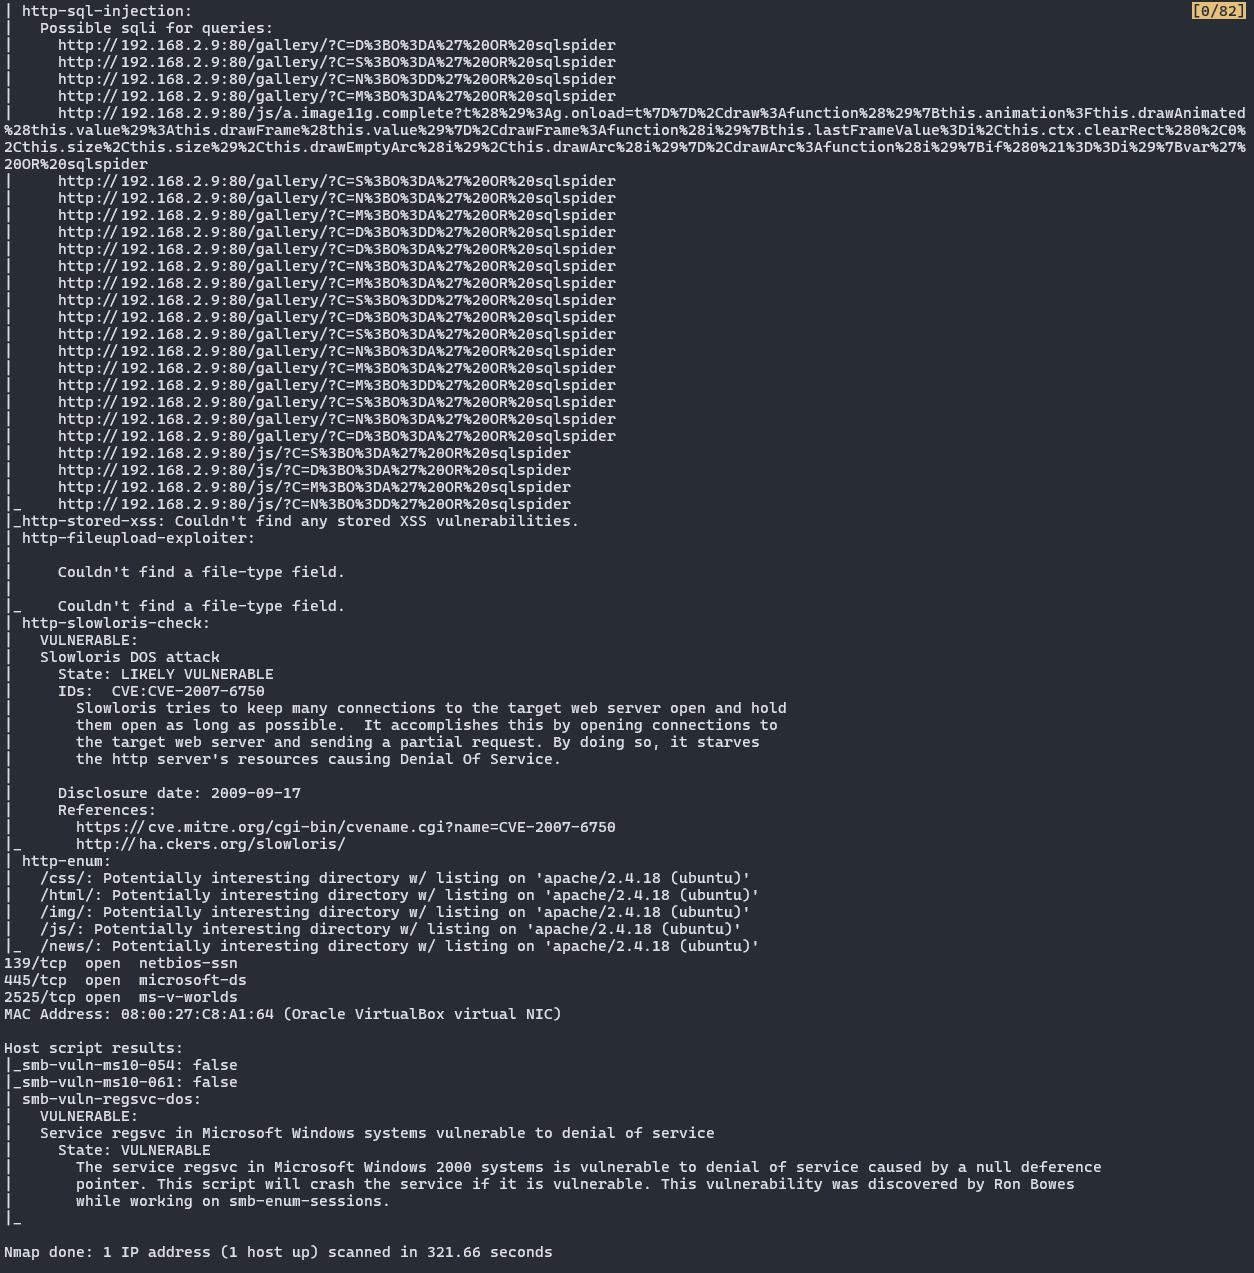 | http-sql-injection: [0/82]
|   Possible sqli for queries:
|     http://192.168.2.9:80/gallery/?C=D%3BO%3DA%27%20OR%20sqlspider
|     http://192.168.2.9:80/gallery/?C=S%3BO%3DA%27%20OR%20sqlspider
|     http://192.168.2.9:80/gallery/?C=N%3BO%3DD%27%20OR%20sqlspider
|     http://192.168.2.9:80/gallery/?C=M%3BO%3DA%27%20OR%20sqlspider
|     http://192.168.2.9:80/js/a.image11g.complete?t%28%29%3Ag.onload=t%7D%7D%2Cdraw%3Afunction%28%29%7Bthis.animation%3Fthis.drawAnimated
%28this.value%29%3Athis.drawFrame%28this.value%29%7D%2CdrawFrame%3Afunction%28i%29%7Bthis.lastFrameValue%3Di%2Cthis.ctx.clearRect%280%2C0%
2Cthis.size%2Cthis.size%29%2Cthis.drawEmptyArc%28i%29%2Cthis.drawArc%28i%29%7D%2CdrawArc%3Afunction%28i%29%7Bif%280%21%3D%3Di%29%7Bvar%27%
20OR%20sqlspider
|     http://192.168.2.9:80/gallery/?C=S%3BO%3DA%27%20OR%20sqlspider
|     http://192.168.2.9:80/gallery/?C=N%3BO%3DA%27%20OR%20sqlspider
|     http://192.168.2.9:80/gallery/?C=M%3BO%3DA%27%20OR%20sqlspider
|     http://192.168.2.9:80/gallery/?C=D%3BO%3DD%27%20OR%20sqlspider
|     http://192.168.2.9:80/gallery/?C=D%3BO%3DA%27%20OR%20sqlspider
|     http://192.168.2.9:80/gallery/?C=N%3BO%3DA%27%20OR%20sqlspider
|     http://192.168.2.9:80/gallery/?C=M%3BO%3DA%27%20OR%20sqlspider
|     http://192.168.2.9:80/gallery/?C=S%3BO%3DD%27%20OR%20sqlspider
|     http://192.168.2.9:80/gallery/?C=D%3BO%3DA%27%20OR%20sqlspider
|     http://192.168.2.9:80/gallery/?C=S%3BO%3DA%27%20OR%20sqlspider
|     http://192.168.2.9:80/gallery/?C=N%3BO%3DA%27%20OR%20sqlspider
|     http://192.168.2.9:80/gallery/?C=M%3BO%3DA%27%20OR%20sqlspider
|     http://192.168.2.9:80/gallery/?C=M%3BO%3DD%27%20OR%20sqlspider
|     http://192.168.2.9:80/gallery/?C=S%3BO%3DA%27%20OR%20sqlspider
|     http://192.168.2.9:80/gallery/?C=N%3BO%3DA%27%20OR%20sqlspider
|     http://192.168.2.9:80/gallery/?C=D%3BO%3DA%27%20OR%20sqlspider
|     http://192.168.2.9:80/js/?C=S%3BO%3DA%27%20OR%20sqlspider
|     http://192.168.2.9:80/js/?C=D%3BO%3DA%27%20OR%20sqlspider
|     http://192.168.2.9:80/js/?C=M%3BO%3DA%27%20OR%20sqlspider
|_    http://192.168.2.9:80/js/?C=N%3BO%3DD%27%20OR%20sqlspider
|_http-stored-xss: Couldn't find any stored XSS vulnerabilities.
| http-fileupload-exploiter:
|
|     Couldn't find a file-type field.
|
|_    Couldn't find a file-type field.
| http-slowloris-check:
|   VULNERABLE:
|   Slowloris DOS attack
|     State: LIKELY VULNERABLE
|     IDs:  CVE:CVE-2007-6750
|       Slowloris tries to keep many connections to the target web server open and hold
|       them open as long as possible.  It accomplishes this by opening connections to
|       the target web server and sending a partial request. By doing so, it starves
|       the http server's resources causing Denial Of Service.
|
|     Disclosure date: 2009-09-17
|     References:
|       https://cve.mitre.org/cgi-bin/cvename.cgi?name=CVE-2007-6750
|_      http://ha.ckers.org/slowloris/
| http-enum:
|   /css/: Potentially interesting directory w/ listing on 'apache/2.4.18 (ubuntu)'
|   /html/: Potentially interesting directory w/ listing on 'apache/2.4.18 (ubuntu)'
|   /img/: Potentially interesting directory w/ listing on 'apache/2.4.18 (ubuntu)'
|   /js/: Potentially interesting directory w/ listing on 'apache/2.4.18 (ubuntu)'
|_  /news/: Potentially interesting directory w/ listing on 'apache/2.4.18 (ubuntu)'
139/tcp  open  netbios-ssn
445/tcp  open  microsoft-ds
2525/tcp open  ms-v-worlds
MAC Address: 08:00:27:C8:A1:64 (Oracle VirtualBox virtual NIC)

Host script results:
|_smb-vuln-ms10-054: false
|_smb-vuln-ms10-061: false
| smb-vuln-regsvc-dos:
|   VULNERABLE:
|   Service regsvc in Microsoft Windows systems vulnerable to denial of service
|     State: VULNERABLE
|       The service regsvc in Microsoft Windows 2000 systems is vulnerable to denial of service caused by a null deference
|       pointer. This script will crash the service if it is vulnerable. This vulnerability was discovered by Ron Bowes
|       while working on smb-enum-sessions.
|_

Nmap done: 1 IP address (1 host up) scanned in 321.66 seconds